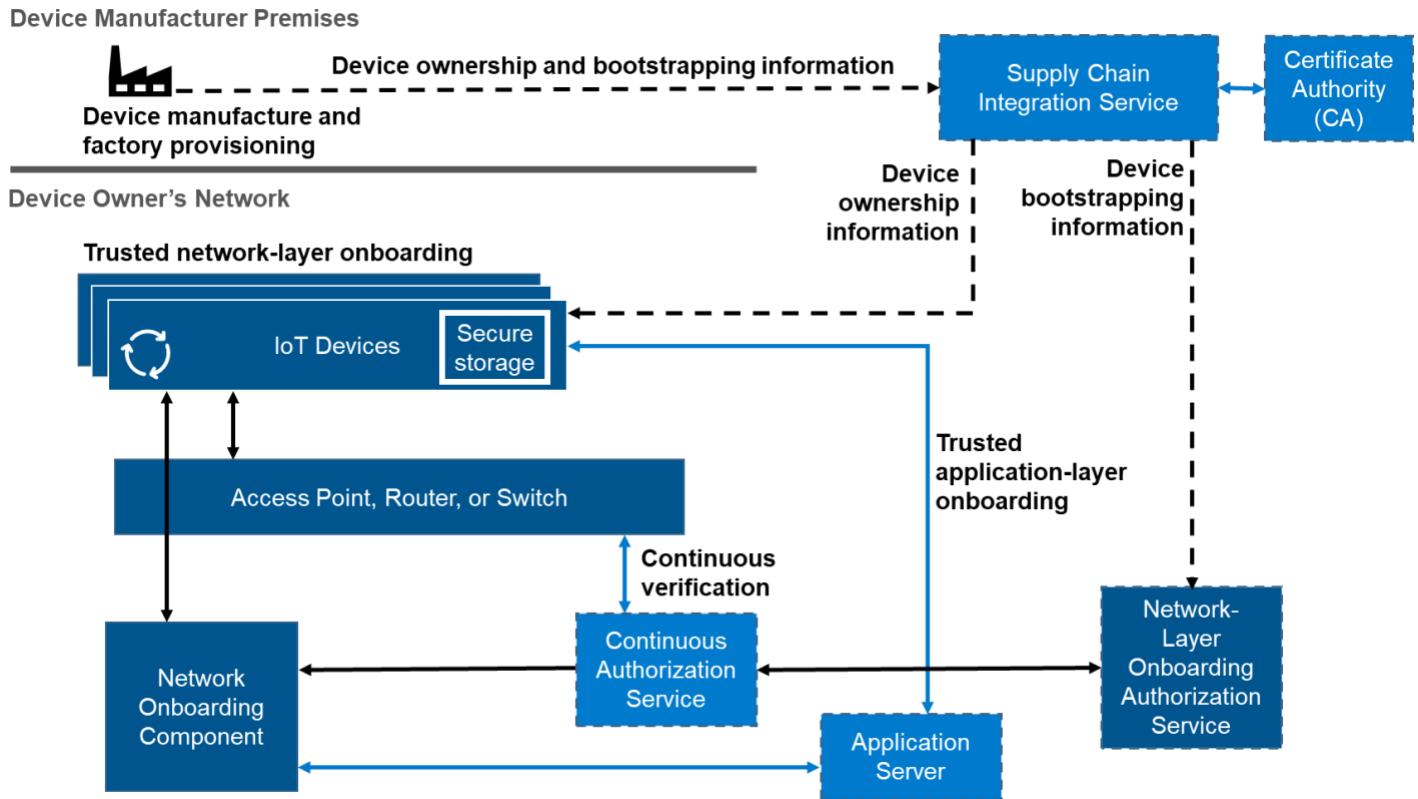 Device Manufacturer Premises
Device ownership and bootstrapping information
Device manufacture and
factory provisioning
Supply Chain
Integration Service
Certificate
Authority
(CA)
Device Owner's Network
Device
ownership
information
Device
bootstrapping
information
Trusted network-layer onboarding
IoT Devices
Secure
storage
Access Point, Router, or Switch
Trusted
application-layer
onboarding
Continuous
verification
Network
Onboarding
Component
Continuous
Authorization
Service
Application
Server
Network-
Layer
Onboarding
Authorization
Service